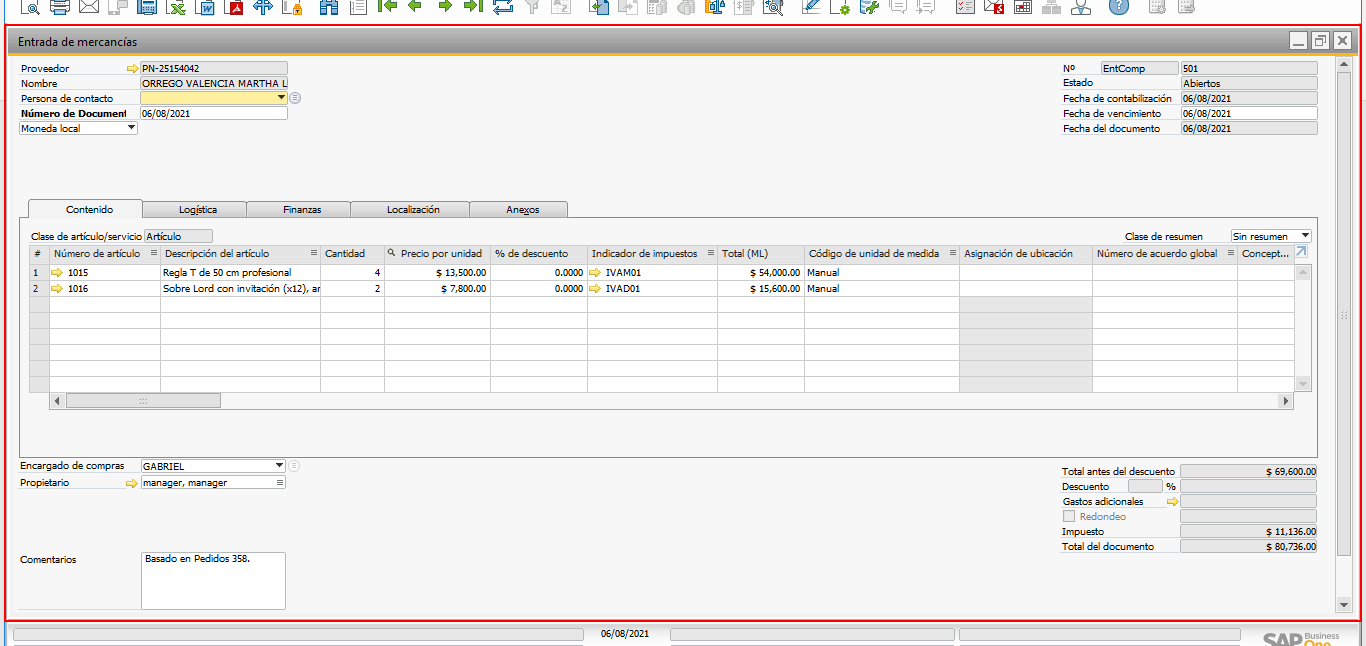 Entrada de mercancías
Proveedor PN-25154042
Nombre ORREGO VALENCIA MARTHA L
Persona de contacto
Número de Document 06/08/2021
Moneda local
Nº EntComp 501
Estado Abiertos
Fecha de contabilización 06/08/2021
Fecha de vencimiento 06/08/2021
Fecha del documento 06/08/2021
Contenido Logística Finanzas Localización Anexos
Clase de artículo/servicio Artículo Clase de resumen Sin resumen
# Número de artículo Descripción del artículo Cantidad Precio por unidad % de descuento Indicador de impuestos Total (ML) Código de unidad de medida Asignación de ubicación Número de acuerdo global Concept...
1 1015 Regla T de 50 cm profesional 4 $ 13,500.00 0.0000 IVAM01 $ 54,000.00 Manual
2 1016 Sobre Lord con invitación (x12), ar 2 $ 7,800.00 0.0000 IVAD01 $ 15,600.00 Manual
Encargado de compras GABRIEL
Propietario manager, manager
Comentarios Basado en Pedidos 358.
Total antes del descuento $ 69,600.00
Descuento %
Gastos adicionales
Redondeo
Impuesto $ 11,136.00
Total del documento $ 80,736.00
06/08/2021
SAP Business One